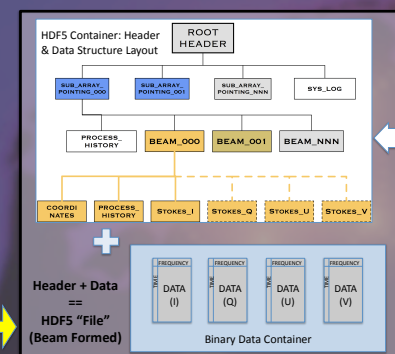 HDF5 Container: Header
& Data Structure Layout
ROOT
HEADER
SUB_ARRAY_
POINTING_000
SUB_ARRAY_
POINTING_001
SUB_ARRAY_
POINTING_NNN
SYS_LOG
PROCESS_
HISTORY
BEAM_000
BEAM_001
BEAM_NNN
COORDI
NATES
PROCESS_
HISTORY
STOKES_I
STOKES_Q
STOKES_U
STOKES_V
Header + Data
==
HDF5 “File”
(Beam Formed)
FREQUENCY
TIME
DATA
(I)
FREQUENCY
TIME
DATA
(Q)
FREQUENCY
TIME
DATA
(U)
FREQUENCY
TIME
DATA
(V)
Binary Data Container